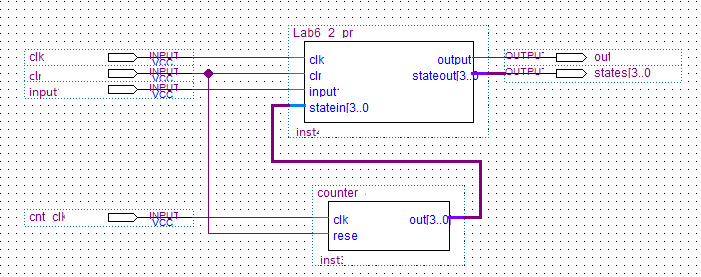 Lab6_2_pr
clk INPUT VCC clk output OUTPUT out
clr INPUT VCC clr stateout[3..0 OUTPUT states[3..0
input INPUT VCC input
statein[3..0
inst
counter
cnt_clk INPUT VCC clk out[3..0]
rese
inst